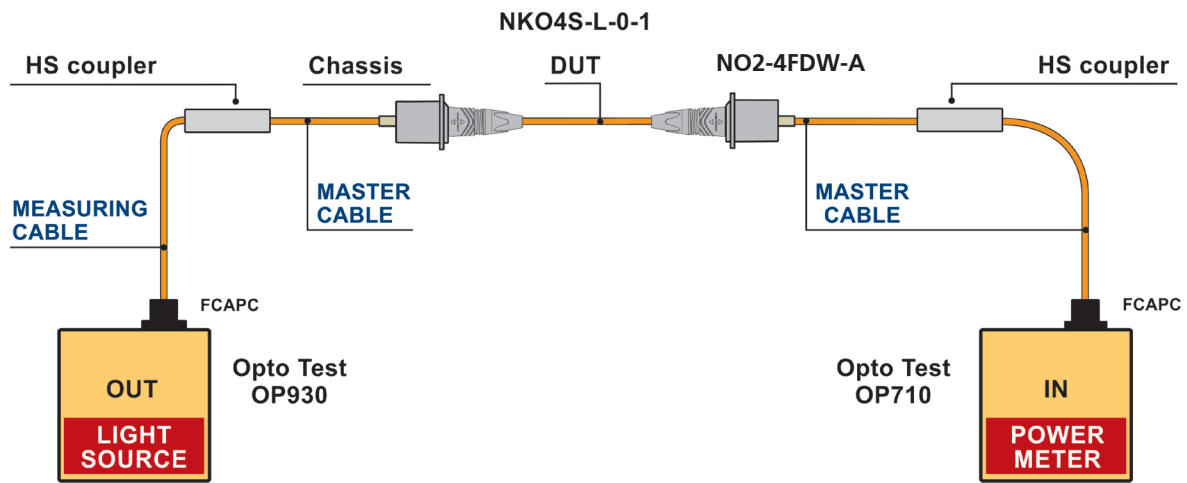 NKO4S-L-0-1
HS coupler
Chassis
DUT
NO2-4FDW-A
HS coupler
MEASURING
CABLE
MASTER
CABLE
MASTER
CABLE
FCAPC
FCAPC
Opto Test
OP930
Opto Test
OP710
OUT
LIGHT
SOURCE
IN
POWER
METER